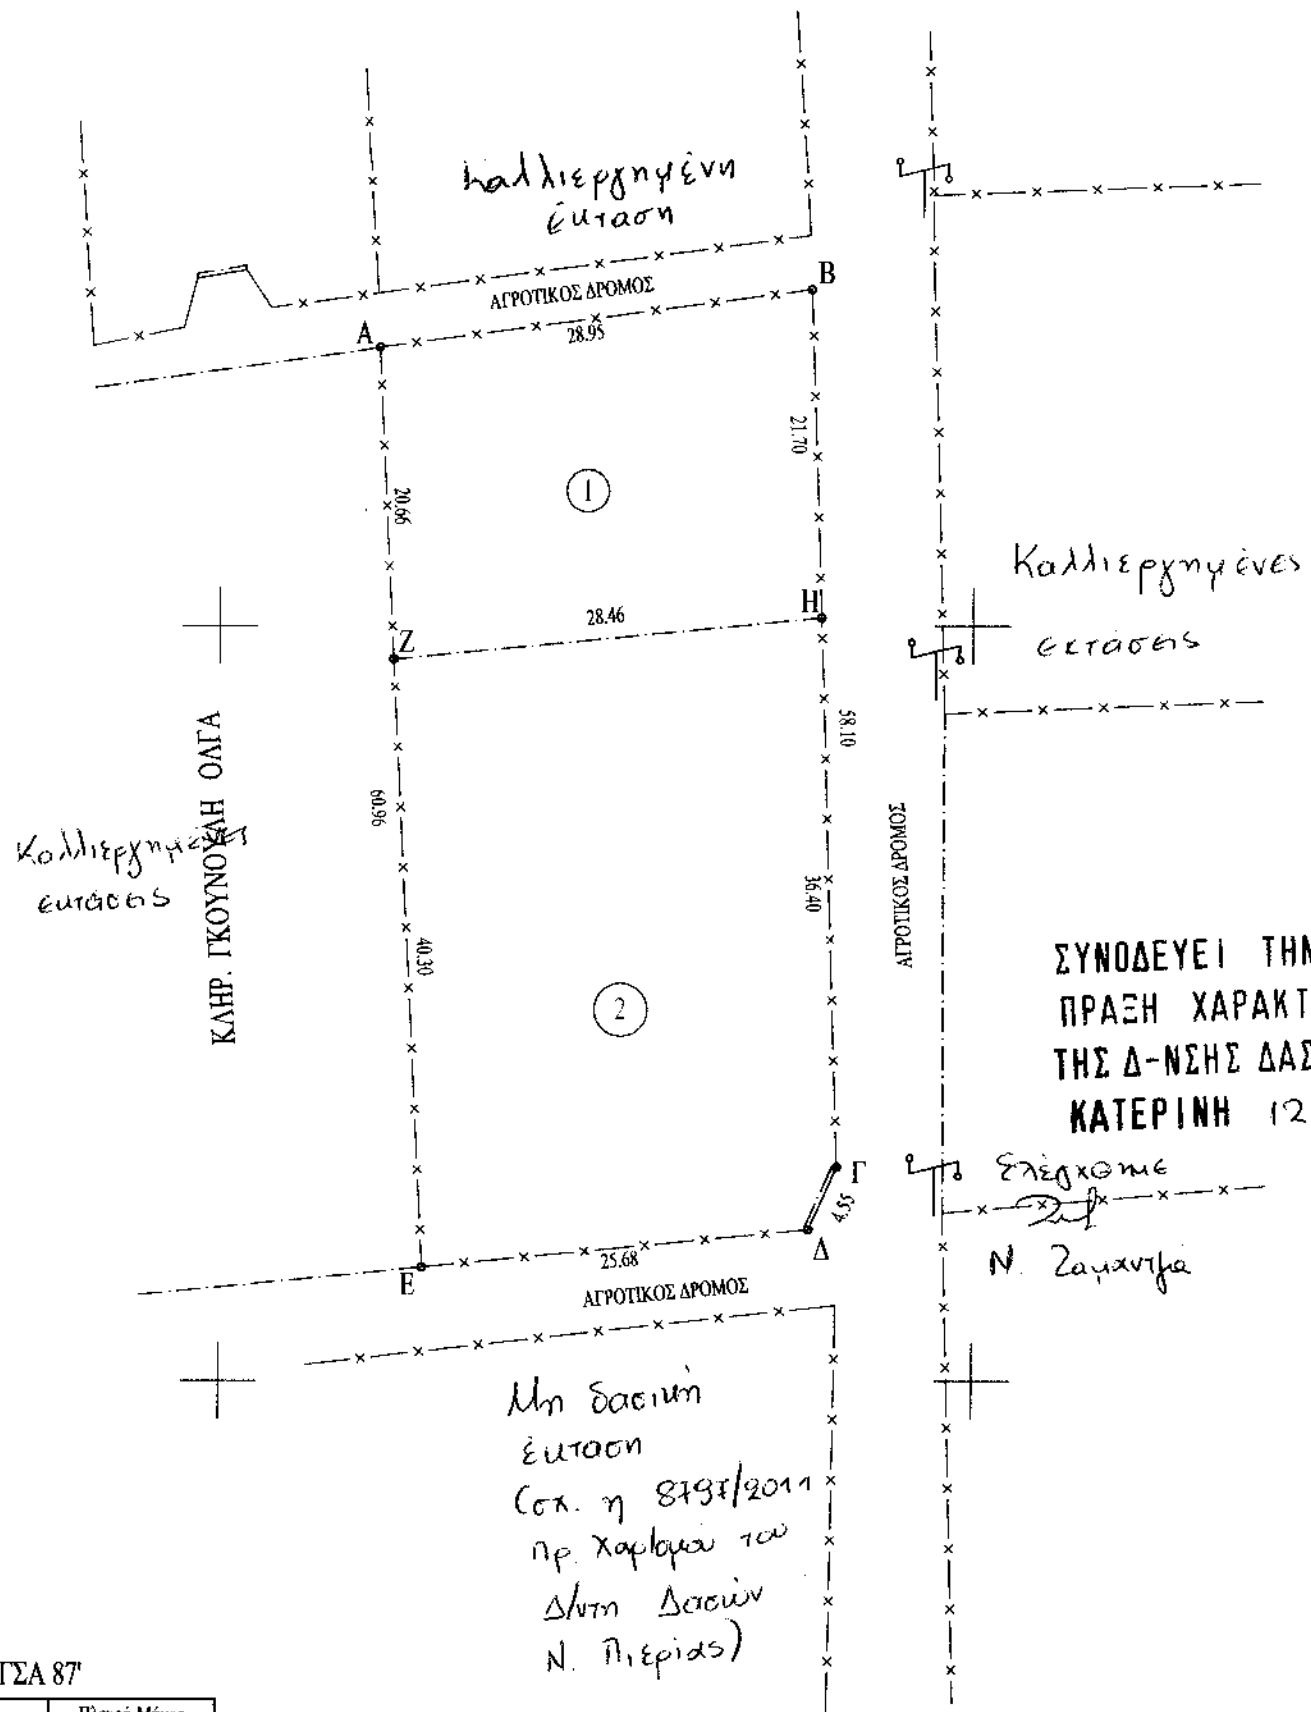 καλλιεργημένη
έκταση
ΑΓΡΟΤΙΚΟΣ ΔΡΟΜΟΣ
Β
Α
28.95
21.70
1
20.66
Καλλιεργημένες
εκτάσεις
Η
28.46
Ζ
58.10
ΚΛΗΡ. ΓΚΟΥΝΟΥΛΗ ΟΛΓΑ
60.96
Καλλιεργημένες
εκτάσεις
ΑΓΡΟΤΙΚΟΣ ΔΡΟΜΟΣ
36.40
40.30
2
ΣΥΝΟΔΕΥΕΙ ΤΗΝ
ΠΡΑΞΗ ΧΑΡΑΚΤ
ΤΗΣ Δ-ΝΣΗΣ ΔΑΣ
ΚΑΤΕΡΙΝΗ 12
Γ
4.55
Δ
Ελέγχθηκε
Ν.
25.68
Ε
ΑΓΡΟΤΙΚΟΣ ΔΡΟΜΟΣ
Μη δασική
έκταση
(σχ. η 8797/2011
πρ. Χαρ/σμού του
Δ/ντη Δασών
Ν. Πιερίας)
ΓΣΑ 87'